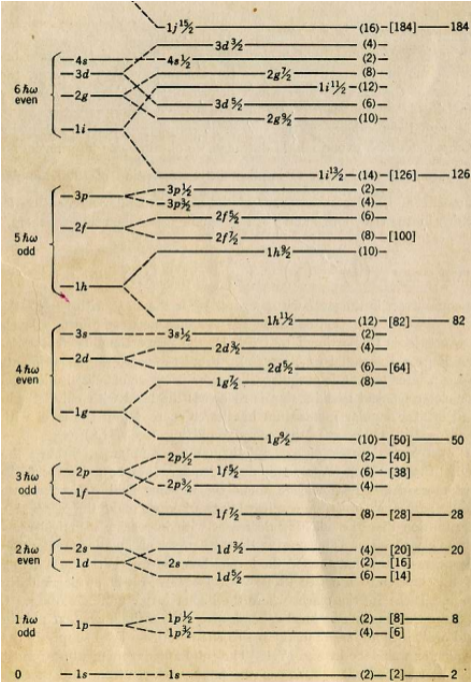 1j 15/2 (16) [184] 184
3d 3/2 (4)
4s 4s 1/2 (2)
3d 2g 7/2 (8)
6ℏω even 1i 11/2 (12)
2g 3d 5/2 (6)
2g 9/2 (10)
1i
1i 13/2 (14) [126] 126
3p 3p 1/2 (2)
3p 3/2 (4)
2f 5/2 (6)
5ℏω odd 2f 2f 7/2 (8) [100]
1h 9/2 (10)
1h
1h 11/2 (12) [82] 82
3s 3s 1/2 (2)
2d 3/2 (4)
4ℏω even 2d 2d 5/2 (6) [64]
1g 7/2 (8)
1g
1g 9/2 (10) [50] 50
2p 1/2 (2) [40]
3ℏω odd 2p 1f 5/2 (6) [38]
2p 3/2 (4)
1f
1f 7/2 (8) [28] 28
2ℏω even 2s 1d 3/2 (4) [20] 20
1d 2s (2) [16]
1d 5/2 (6) [14]
1ℏω odd 1p 1p 1/2 (2) [8] 8
1p 3/2 (4) [6]
0 1s 1s (2) [2] 2